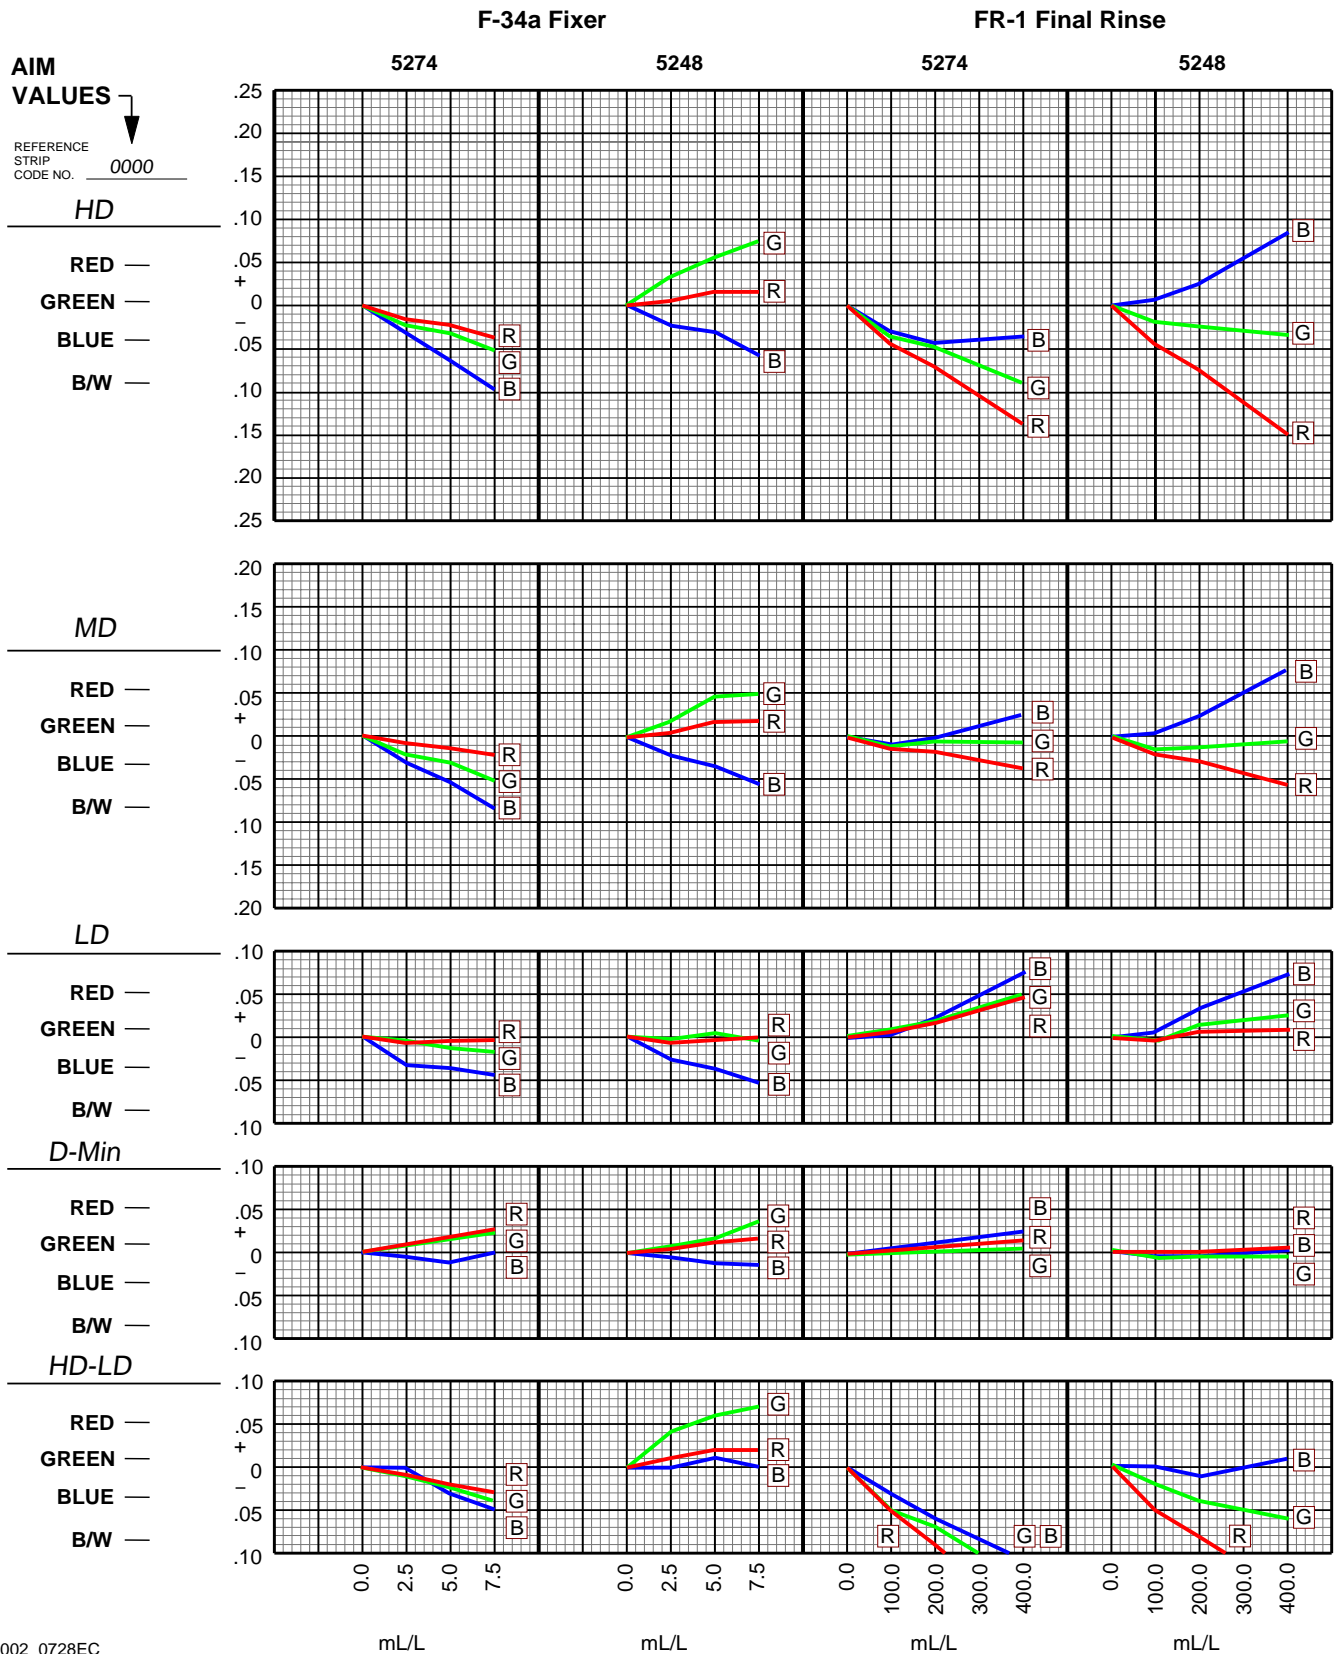 F-34a Fixer FR-1 Final Rinse
5274 5248 5274 5248
AIM
VALUES
REFERENCE
STRIP
CODE NO. 0000
HD
RED
GREEN
BLUE
B/W
.25
.20
.15
.10
.05
+
0
–
.05
.10
.15
.20
.25
R
G
B
G
R
B
B
G
R
B
G
R
MD
RED
GREEN
BLUE
B/W
.20
.15
.10
.05
+
0
–
.05
.10
.15
.20
R
G
B
G
R
B
B
G
R
B
G
R
LD
RED
GREEN
BLUE
B/W
.10
.05
+
0
–
.05
.10
R
G
B
R
G
B
B
G
R
B
G
R
D-Min
RED
GREEN
BLUE
B/W
.10
.05
+
0
–
.05
.10
R
G
B
G
R
B
B
R
G
R
B
G
HD-LD
RED
GREEN
BLUE
B/W
.10
.05
+
0
–
.05
.10
R
G
B
G
R
B
R
G B
B
G
R
0.0 2.5 5.0 7.5 0.0 2.5 5.0 7.5 0.0 100.0 200.0 300.0 400.0 0.0 100.0 200.0 300.0 400.0
mL/L mL/L mL/L mL/L
002_0728EC